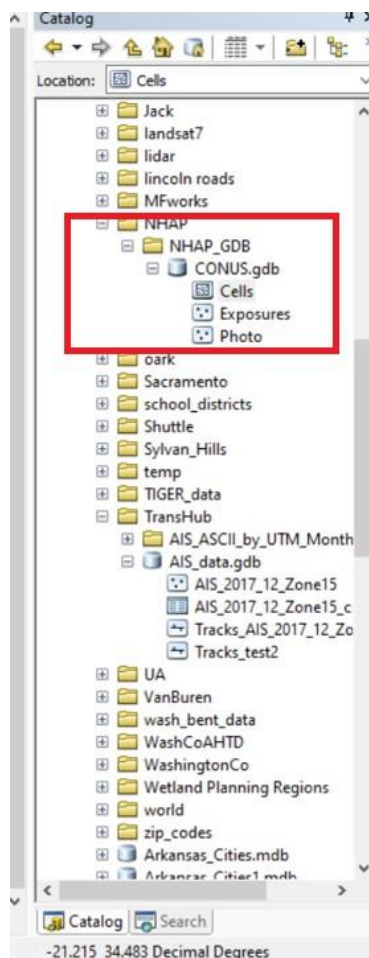 Catalog
Location: Cells
Jack
landsat7
lidar
lincoln roads
MFworks
NHAP
NHAP_GDB
CONUS.gdb
Cells
Exposures
Photo
oark
Sacramento
school_districts
Shuttle
Sylvan_Hills
temp
TIGER_data
TransHub
AIS_ASCII_by_UTM_Month
AIS_data.gdb
AIS_2017_12_Zone15
AIS_2017_12_Zone15_c
Tracks_AIS_2017_12_Zo
Tracks_test2
UA
VanBuren
wash_bent_data
WashCoAHTD
WashingtonCo
Wetland Planning Regions
world
zip_codes
Arkansas_Cities.mdb
Arkansas_Cities1.mdb
Catalog Search
-21.215 34.483 Decimal Degrees